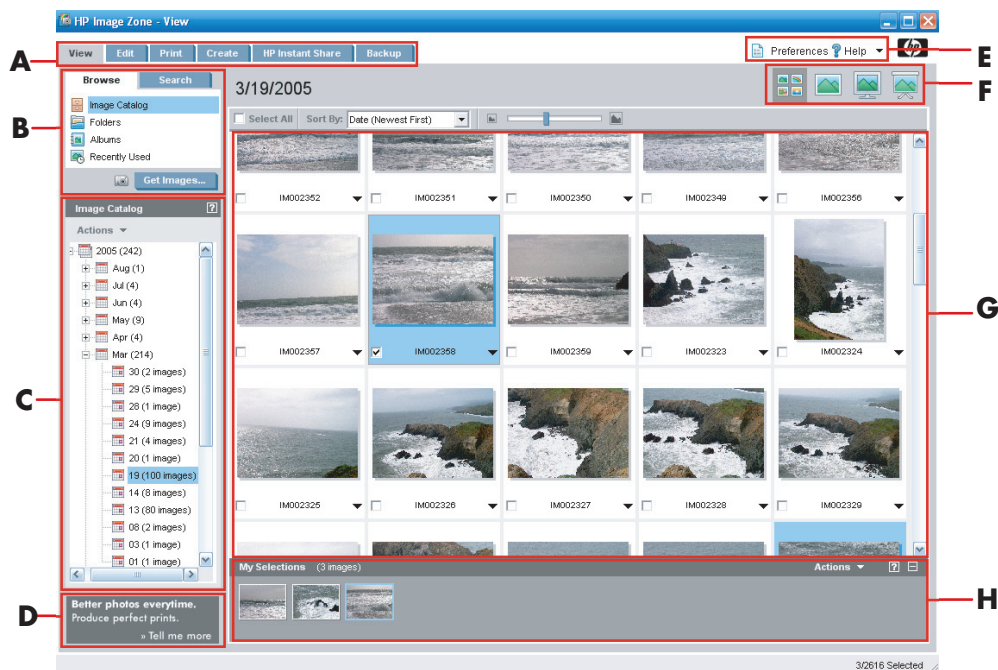 HP Image Zone - View
View Edit Print Create HP Instant Share Backup
Preferences ? Help
hp
A
E
Browse Search
Image Catalog
Folders
Albums
Recently Used
Get Images...
B
3/19/2005
F
Select All Sort By: Date (Newest First)
Image Catalog ?
Actions
2005 (242)
Aug (1)
Jul (4)
Jun (4)
May (9)
Apr (4)
Mar (214)
30 (2 images)
29 (5 images)
28 (1 image)
24 (9 images)
21 (4 images)
20 (1 image)
19 (100 images)
14 (8 images)
13 (80 images)
08 (2 images)
03 (1 image)
01 (1 image)
C
IM002352 IM002351 IM002350 IM002349 IM002356
IM002357 IM002358 IM002359 IM002323 IM002324
IM002325 IM002326 IM002327 IM002328 IM002329
G
Better photos everytime.
Produce perfect prints.
» Tell me more
D
My Selections (3 images) Actions ?
H
3/2616 Selected